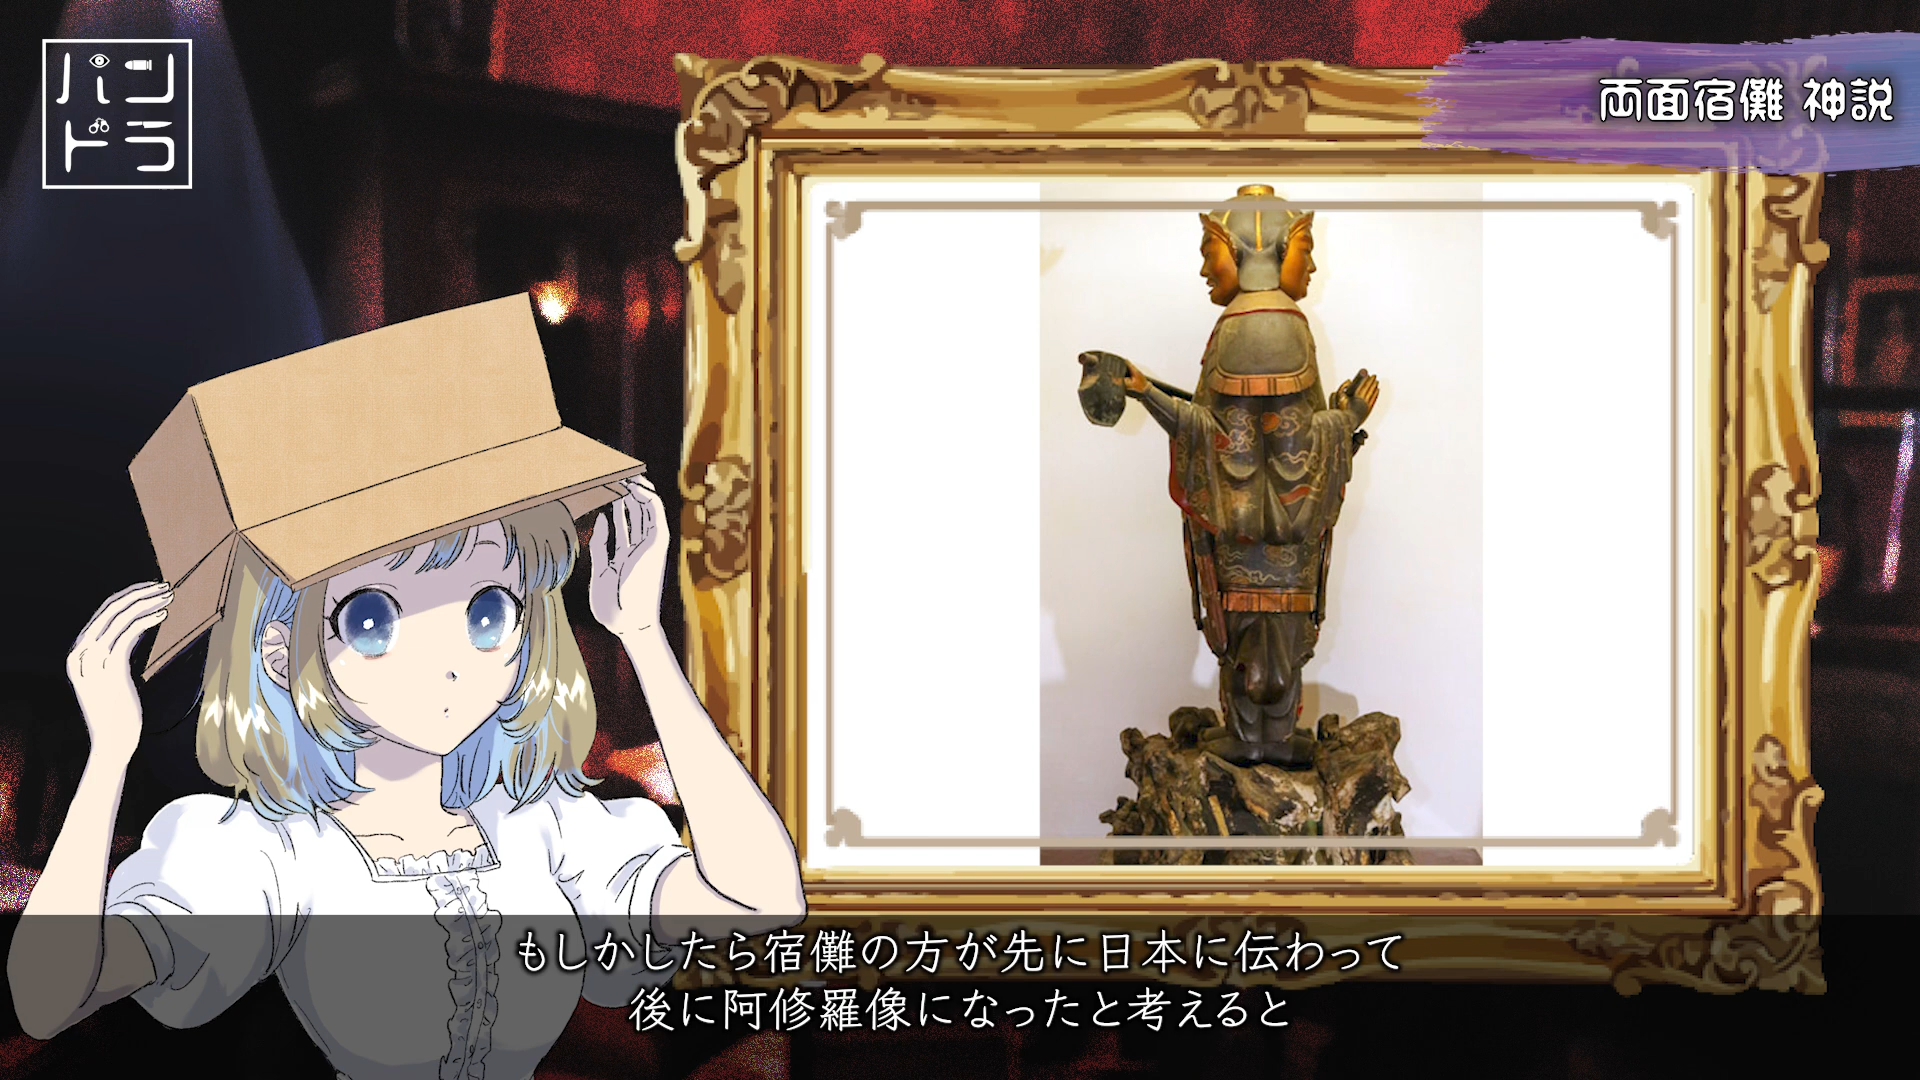 パン
ドラ
両面宿儺 神説
もしかしたら宿儺の方が先に日本に伝わって
後に阿修羅像になったと考えると